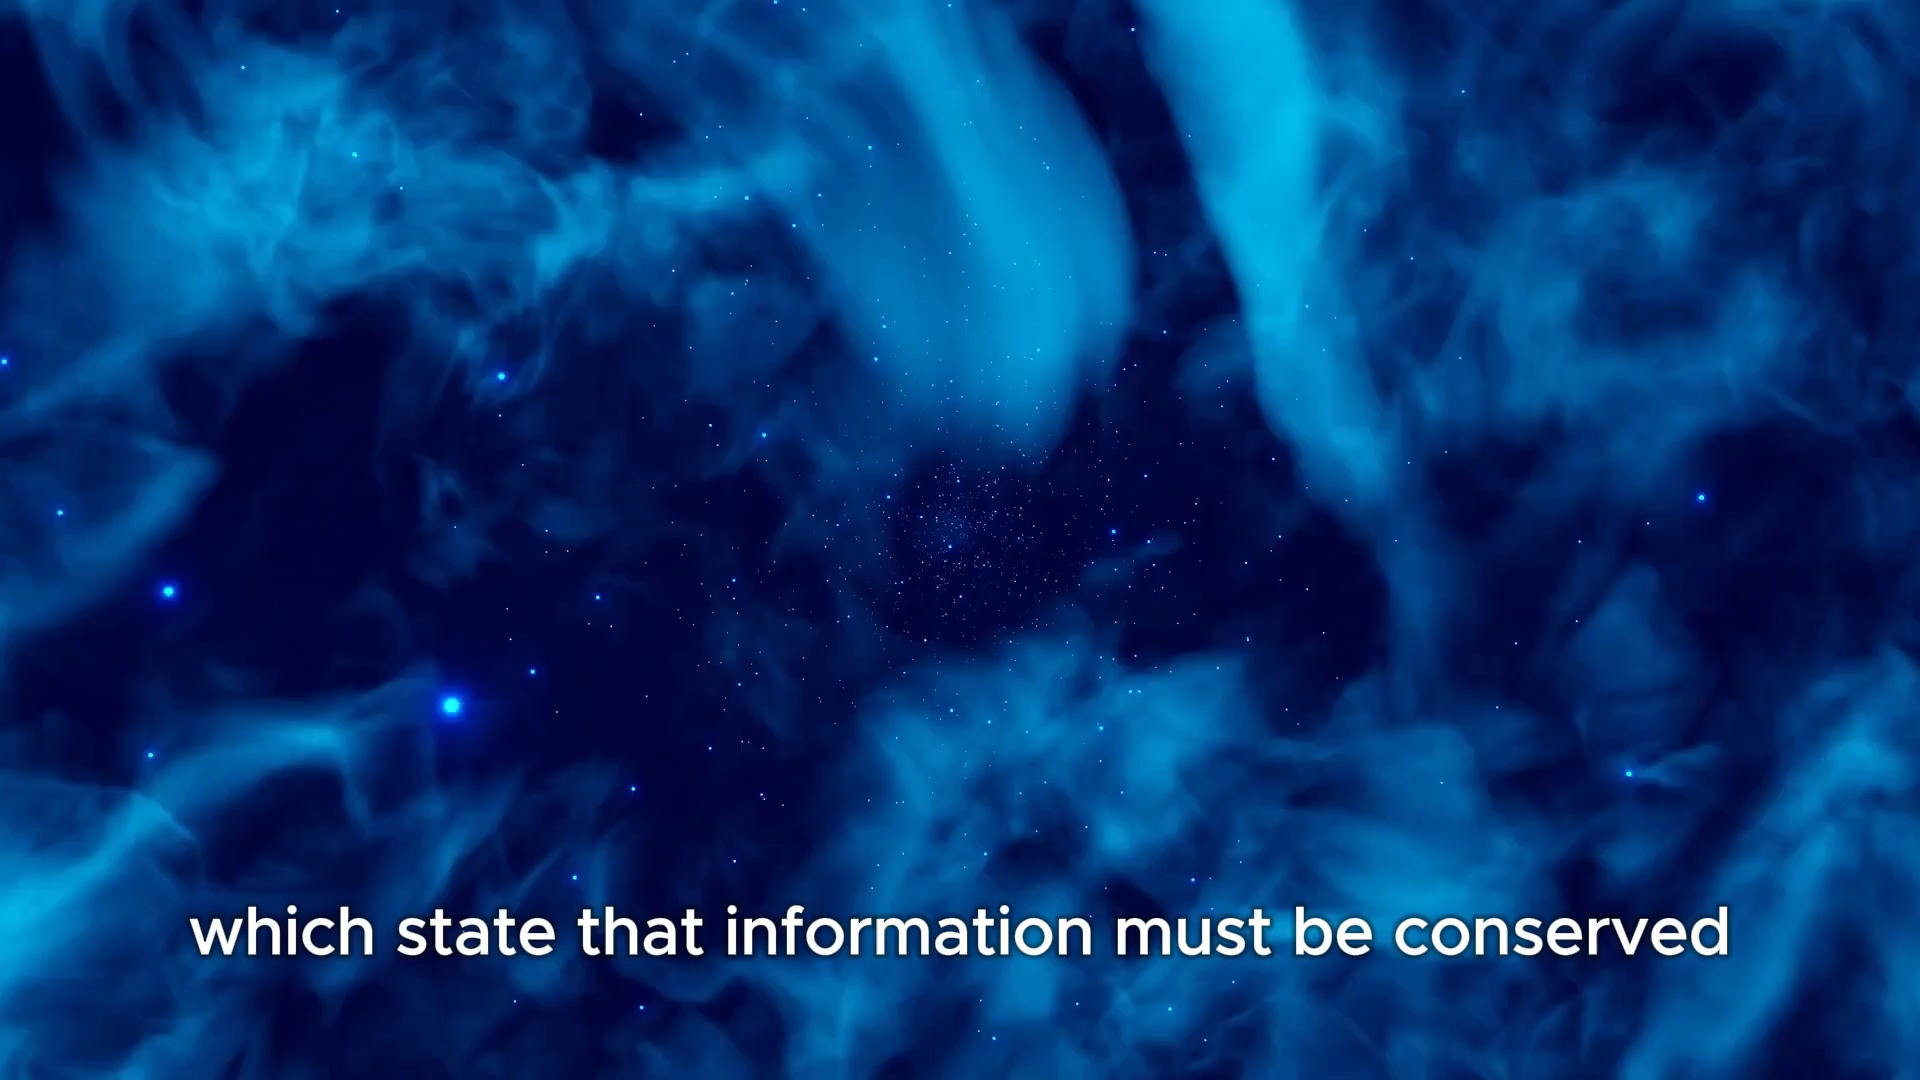 which state that information must be conserved